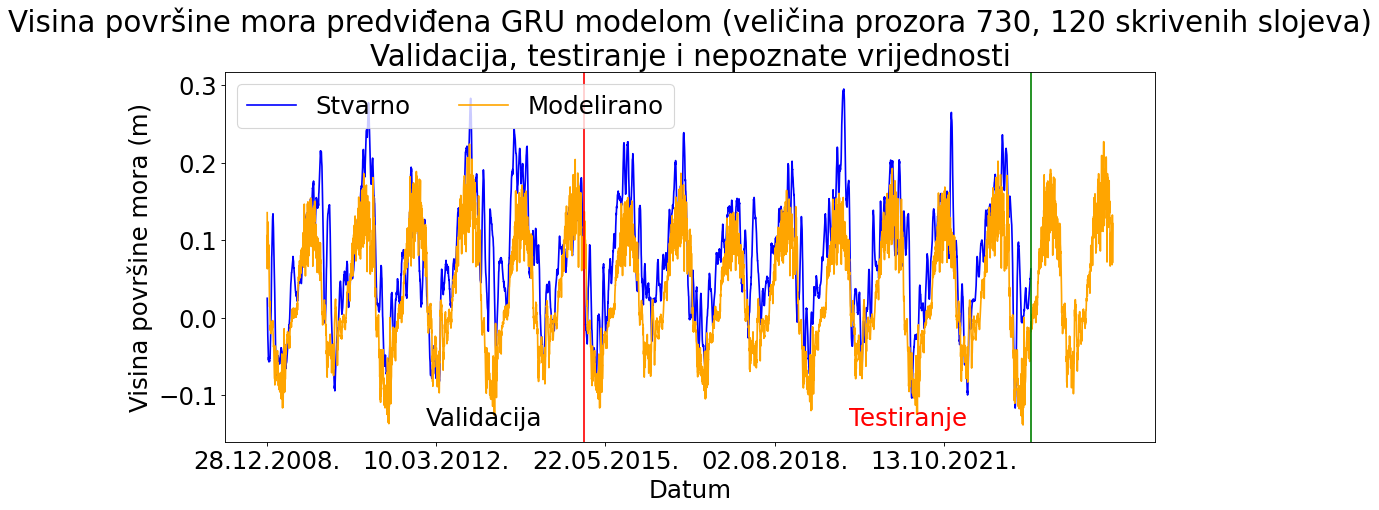 Visina površine mora predviđena GRU modelom (veličina prozora 730, 120 skrivenih slojeva)
Validacija, testiranje i nepoznate vrijednosti
Stvarno
Modelirano
Visina površine mora (m)
0.3
0.2
0.1
0.0
−0.1
Validacija
Testiranje
28.12.2008.
10.03.2012.
22.05.2015.
02.08.2018.
13.10.2021.
Datum